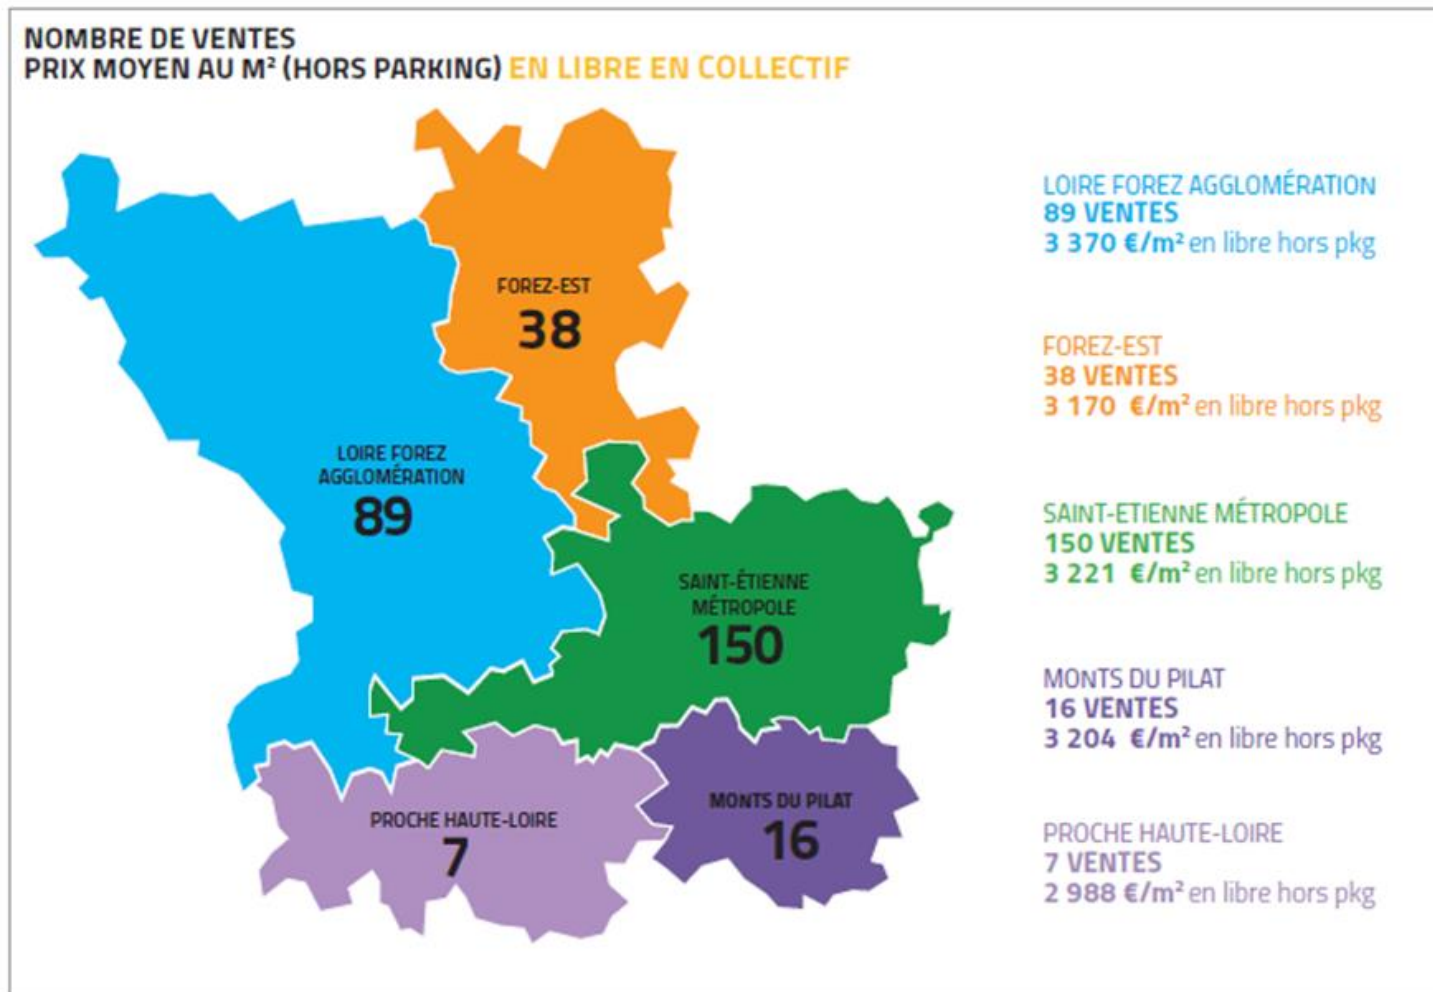 NOMBRE DE VENTES
PRIX MOYEN AU M² (HORS PARKING) EN LIBRE EN COLLECTIF
FOREZ-EST
38
LOIRE FOREZ
AGGLOMÉRATION
89
SAINT-ÉTIENNE
MÉTROPOLE
150
PROCHE HAUTE-LOIRE
7
MONTS DU PILAT
16
LOIRE FOREZ AGGLOMÉRATION
89 VENTES
3 370 €/m² en libre hors pkg
FOREZ-EST
38 VENTES
3 170 €/m² en libre hors pkg
SAINT-ETIENNE MÉTROPOLE
150 VENTES
3 221 €/m² en libre hors pkg
MONTS DU PILAT
16 VENTES
3 204 €/m² en libre hors pkg
PROCHE HAUTE-LOIRE
7 VENTES
2 988 €/m² en libre hors pkg